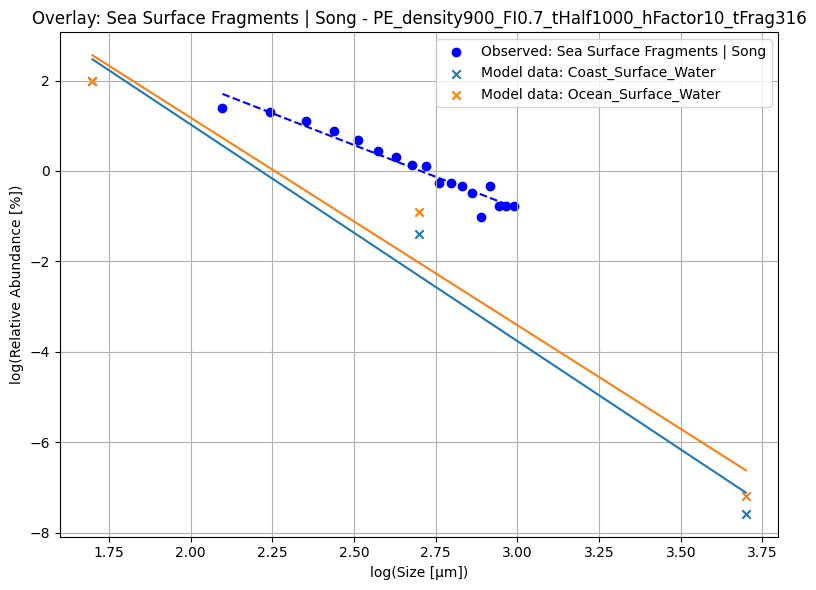 Overlay: Sea Surface Fragments | Song - PE_density900_FI0.7_tHalf1000_hFactor10_tFrag316
Observed: Sea Surface Fragments | Song
Model data: Coast_Surface_Water
Model data: Ocean_Surface_Water
log(Relative Abundance [%])
2
0
−2
−4
−6
−8
1.75 2.00 2.25 2.50 2.75 3.00 3.25 3.50 3.75
log(Size [µm])